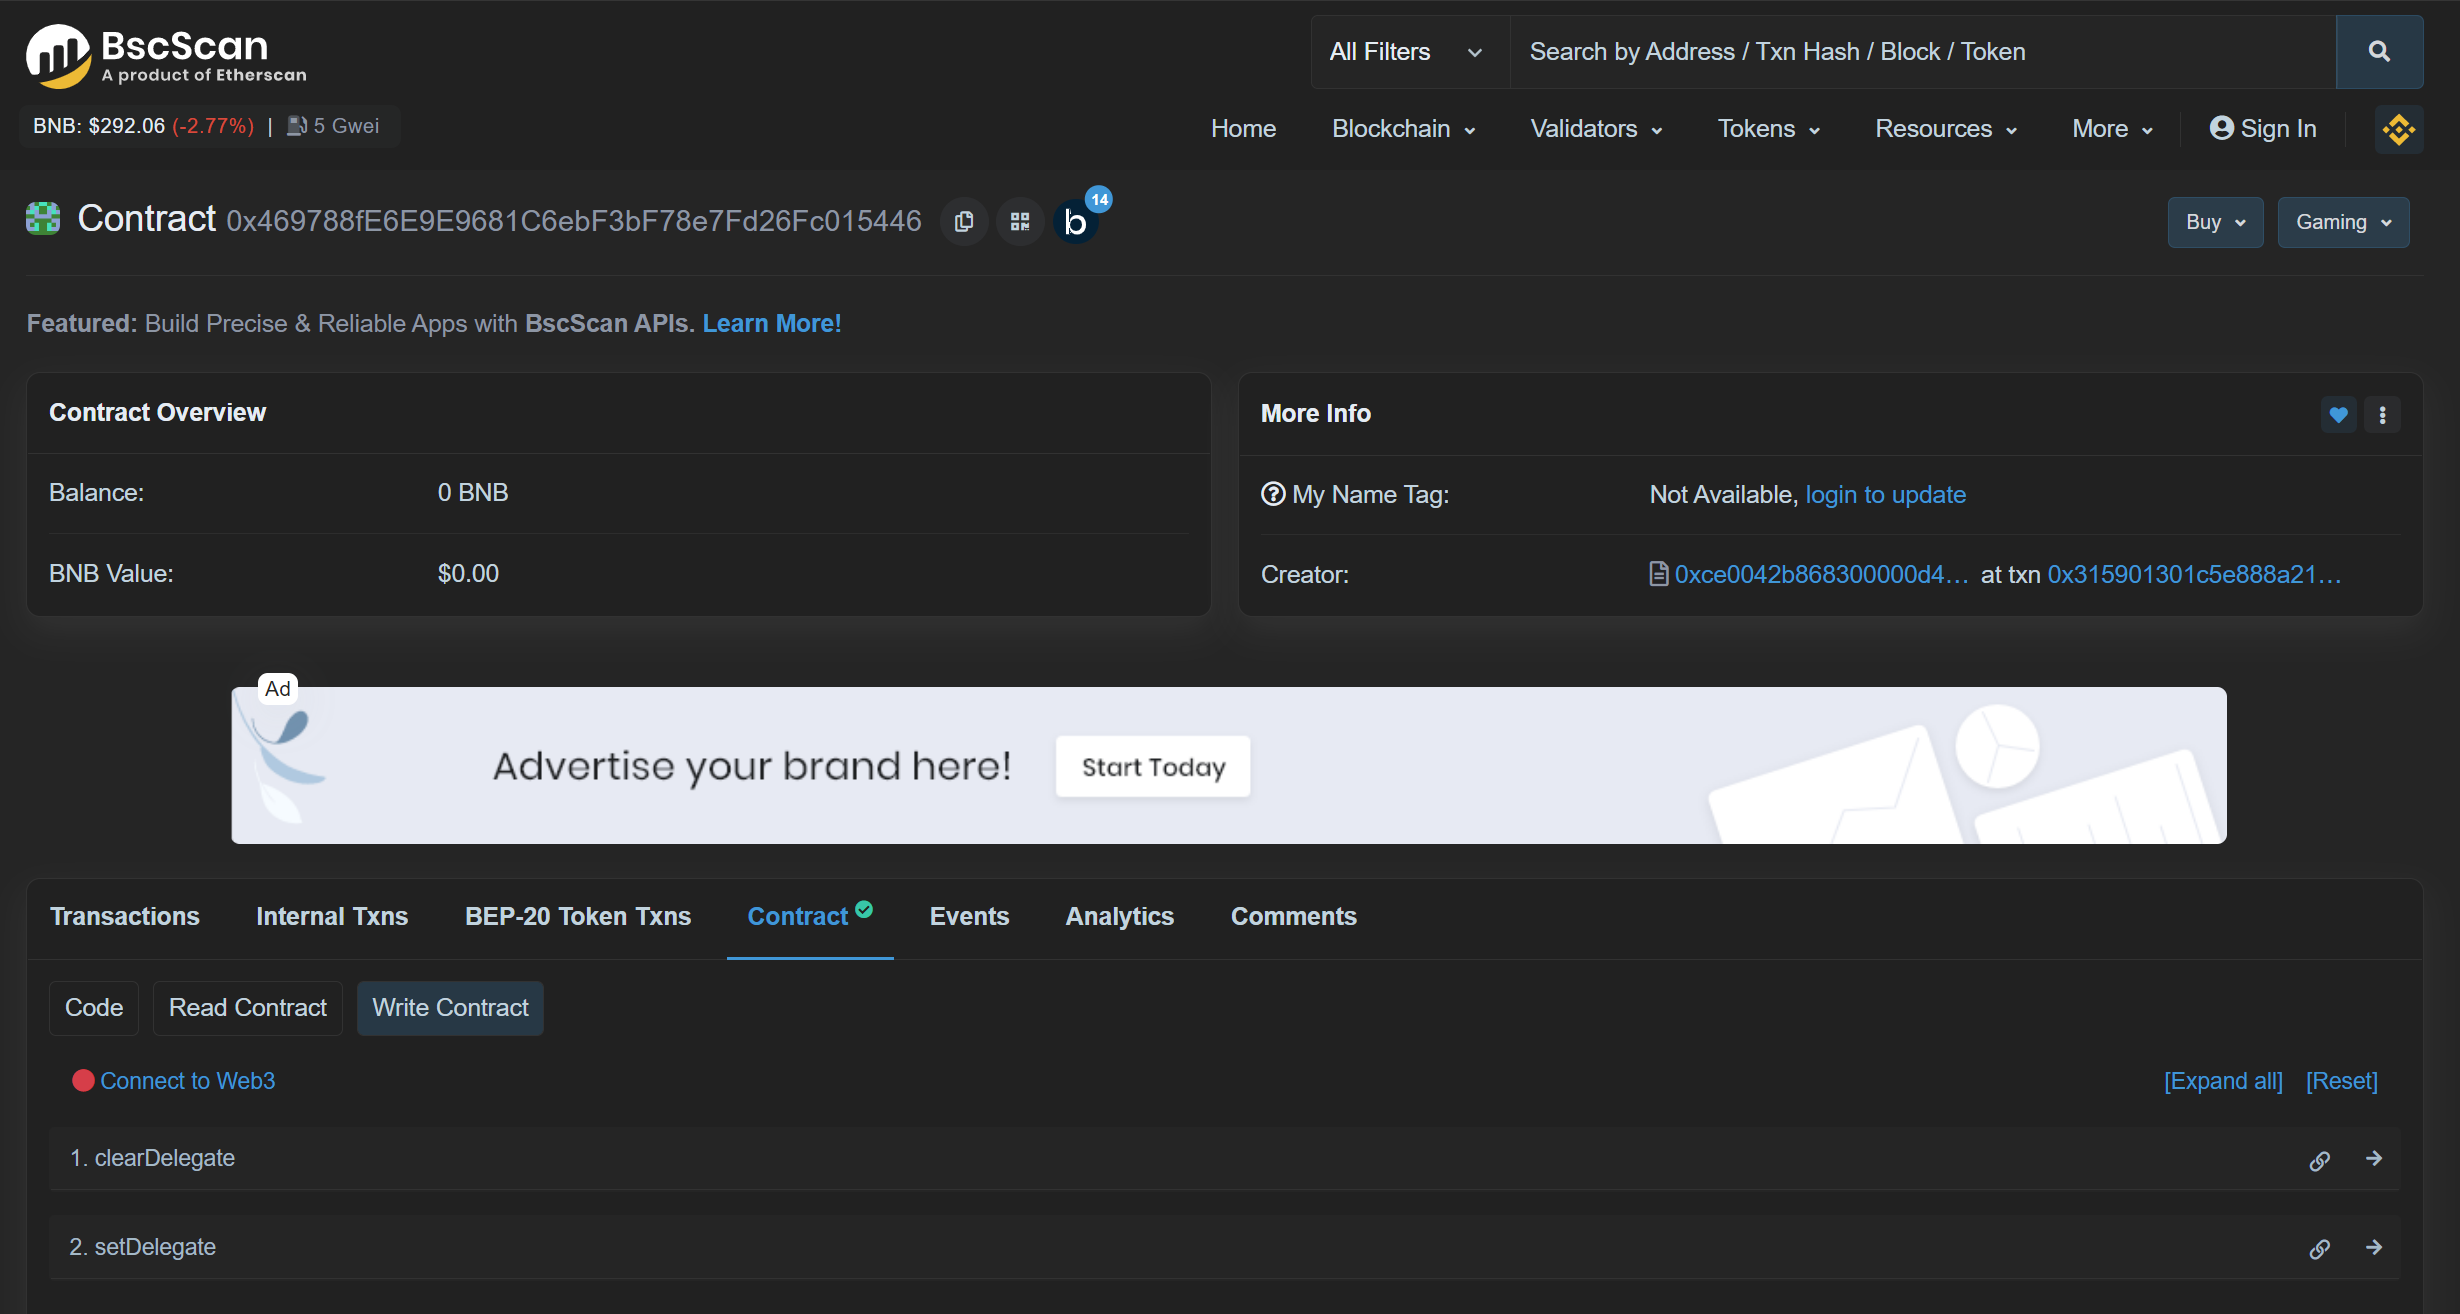 BscScan
A product of Etherscan
All Filters
Search by Address / Txn Hash / Block / Token
BNB: $292.06 (-2.77%) | 5 Gwei
Home Blockchain Validators Tokens Resources More Sign In
Contract 0x469788fE6E9E9681C6ebF3bF78e7Fd26Fc015446
b 14
Buy Gaming
Featured: Build Precise & Reliable Apps with BscScan APIs. Learn More!
Contract Overview
Balance: 0 BNB
BNB Value: $0.00
More Info
My Name Tag: Not Available, login to update
Creator: 0xce0042b868300000d4... at txn 0x315901301c5e888a21...
Ad
Advertise your brand here! Start Today
Transactions Internal Txns BEP-20 Token Txns Contract Events Analytics Comments
Code Read Contract Write Contract
Connect to Web3 [Expand all] [Reset]
1. clearDelegate
2. setDelegate